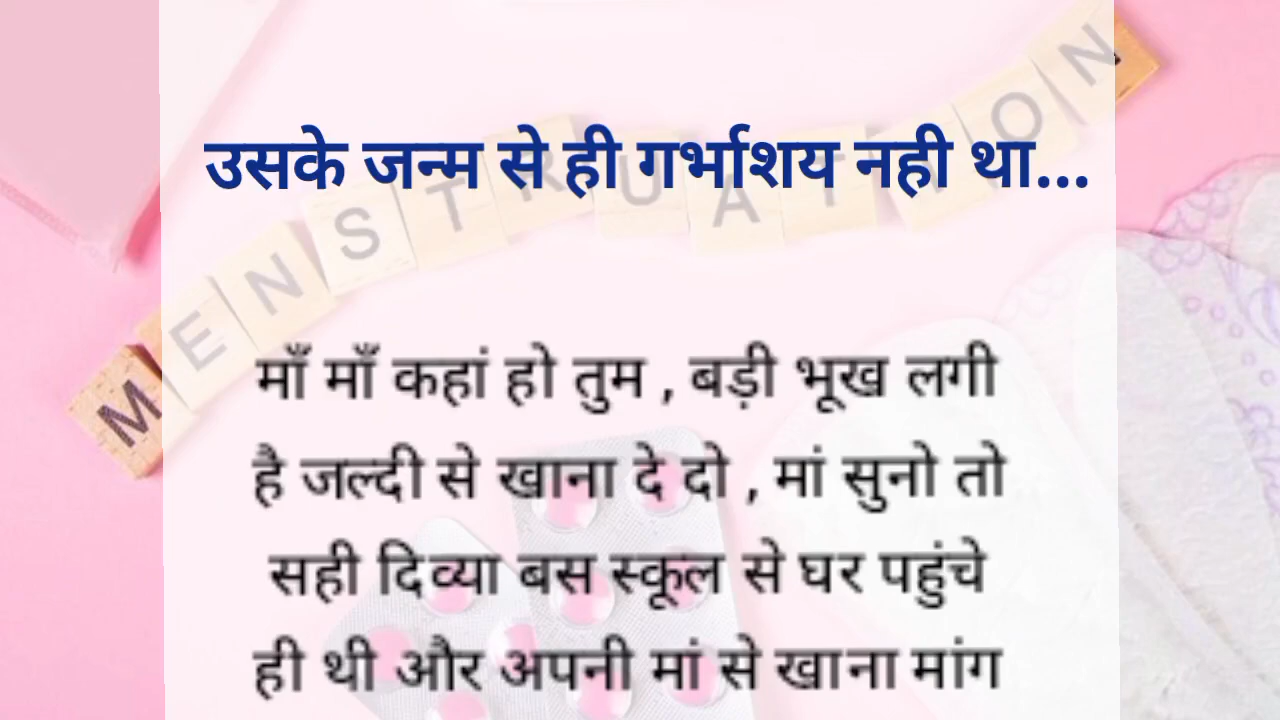 उसके जन्म से ही गर्भाशय नही था...
MENSTRUATION
माँ माँ कहां हो तुम , बड़ी भूख लगी
है जल्दी से खाना दे दो , मां सुनो तो
सही दिव्या बस स्कूल से घर पहुंचे
ही थी और अपनी मां से खाना मांग